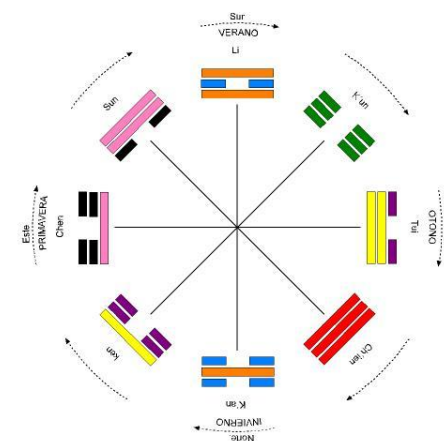 Sur
VERANO
Li
K'un
Tui
OTOÑO
Ch'ien
K'an
INVIERNO
Norte
Ken
Chen
PRIMAVERA
Este
Sun